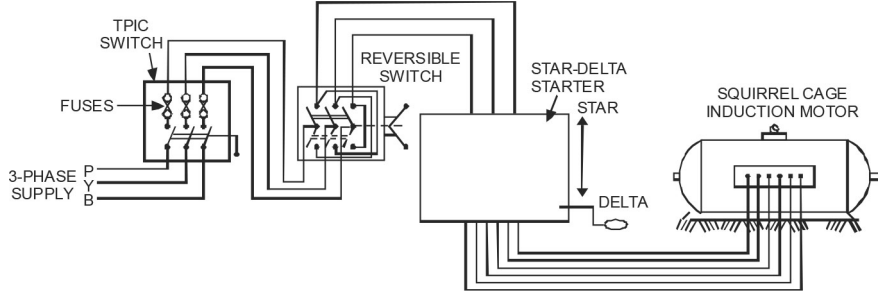 TPIC
SWITCH
FUSES
3-PHASE
SUPPLY
P
Y
B
REVERSIBLE
SWITCH
STAR-DELTA
STARTER
STAR
DELTA
SQUIRREL CAGE
INDUCTION MOTOR